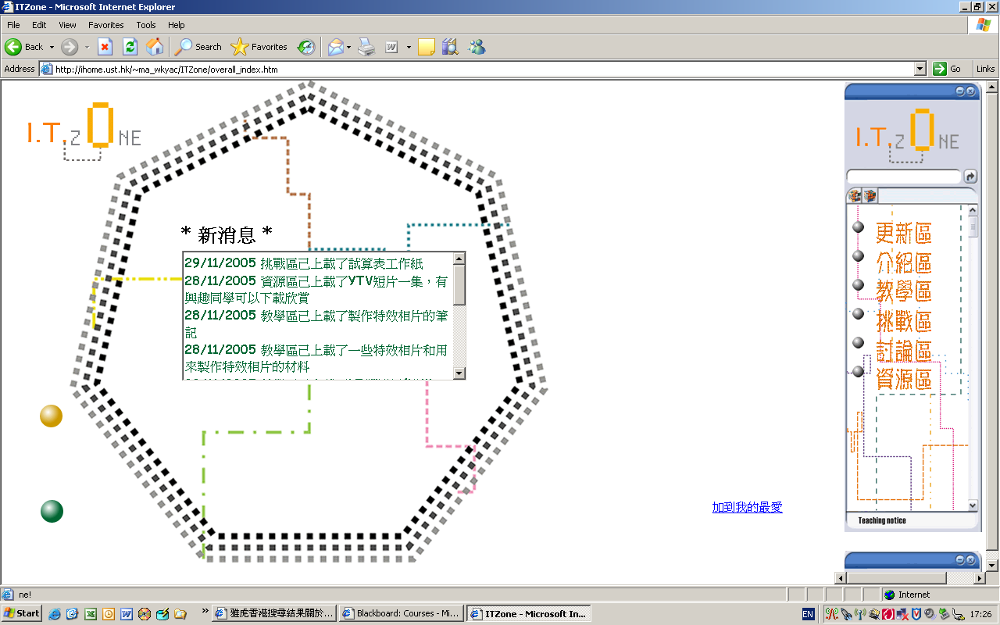 ITZone - Microsoft Internet Explorer
File Edit View Favorites Tools Help
Back Search Favorites
Address http://ihome.ust.hk/~ma_wkyac/ITZone/overall_index.htm Go Links
I.T.ZONE
I.T.ZONE
* 新消息 *
29/11/2005 挑戰區已上載了試算表工作紙
28/11/2005 資源區已上載了YTV短片一集，有
興趣同學可以下載欣賞
28/11/2005 教學區已上載了製作特效相片的筆
記
28/11/2005 教學區已上載了一些特效相片和用
來製作特效相片的材料
更新區
介紹區
教學區
挑戰區
討論區
資源區
加到我的最愛
Teaching notice
ne! Internet
Start 雅虎香港搜尋結果關於... Blackboard: Courses - Mi... ITZone - Microsoft In... EN 17:26